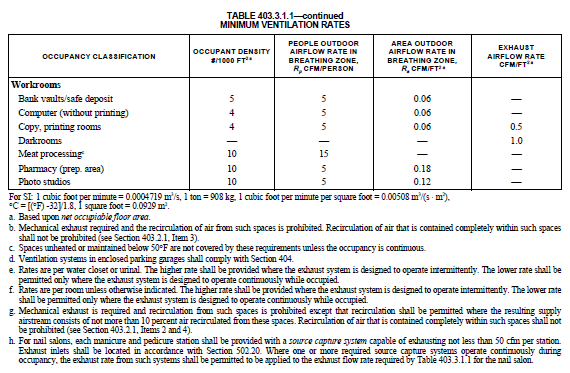 TABLE 403.3.1.1—continued
MINIMUM VENTILATION RATES
OCCUPANCY CLASSIFICATION
OCCUPANT DENSITY
#/1000 FT² a
PEOPLE OUTDOOR
AIRFLOW RATE IN
BREATHING ZONE,
Rp CFM/PERSON
AREA OUTDOOR
AIRFLOW RATE IN
BREATHING ZONE,
Ra CFM/FT² a
EXHAUST
AIRFLOW RATE
CFM/FT² a
Workrooms
Bank vaults/safe deposit 5 5 0.06 —
Computer (without printing) 4 5 0.06 —
Copy, printing rooms 4 5 0.06 0.5
Darkrooms — — — 1.0
Meat processingc 10 15 — —
Pharmacy (prep. area) 10 5 0.18 —
Photo studios 10 5 0.12 —
For SI: 1 cubic foot per minute = 0.0004719 m³/s, 1 ton = 908 kg, 1 cubic foot per minute per square foot = 0.00508 m³/(s · m²),
°C = [(°F) -32]/1.8, 1 square foot = 0.0929 m².
a. Based upon net occupiable floor area.
b. Mechanical exhaust required and the recirculation of air from such spaces is prohibited. Recirculation of air that is contained completely within such spaces
shall not be prohibited (see Section 403.2.1, Item 3).
c. Spaces unheated or maintained below 50°F are not covered by these requirements unless the occupancy is continuous.
d. Ventilation systems in enclosed parking garages shall comply with Section 404.
e. Rates are per water closet or urinal. The higher rate shall be provided where the exhaust system is designed to operate intermittently. The lower rate shall be
permitted only where the exhaust system is designed to operate continuously while occupied.
f. Rates are per room unless otherwise indicated. The higher rate shall be provided where the exhaust system is designed to operate intermittently. The lower rate
shall be permitted only where the exhaust system is designed to operate continuously while occupied.
g. Mechanical exhaust is required and recirculation from such spaces is prohibited except that recirculation shall be permitted where the resulting supply
airstream consists of not more than 10 percent air recirculated from these spaces. Recirculation of air that is contained completely within such spaces shall not
be prohibited (see Section 403.2.1, Items 2 and 4).
h. For nail salons, each manicure and pedicure station shall be provided with a source capture system capable of exhausting not less than 50 cfm per station.
Exhaust inlets shall be located in accordance with Section 502.20. Where one or more required source capture systems operate continuously during
occupancy, the exhaust rate from such systems shall be permitted to be applied to the exhaust flow rate required by Table 403.3.1.1 for the nail salon.